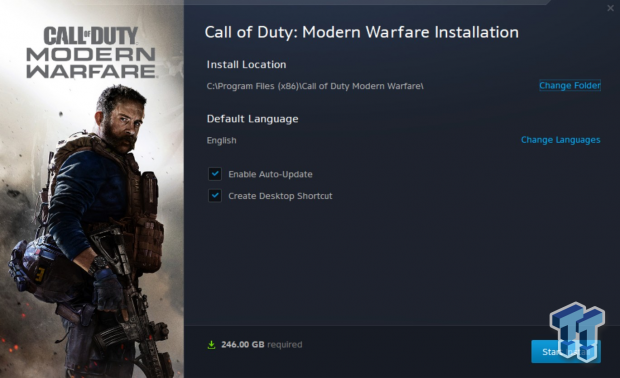 CALL OF DUTY
MODERN
WARFARE
Call of Duty: Modern Warfare Installation
Install Location
C:\Program Files (x86)\Call of Duty Modern Warfare\
Change Folder
Default Language
English
Change Languages
Enable Auto-Update
Create Desktop Shortcut
246.00 GB required
TT